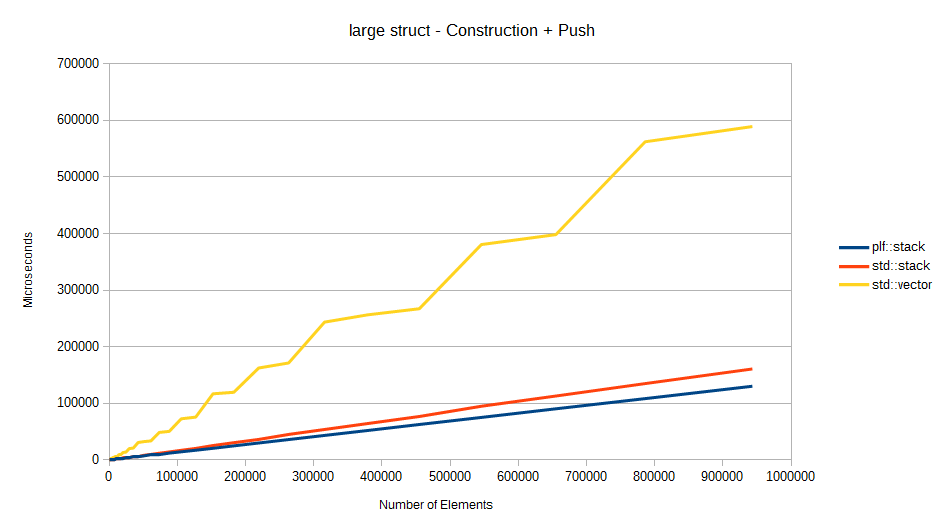 large struct - Construction + Push
700000
600000
500000
400000
300000
200000
100000
0
Microseconds
0 100000 200000 300000 400000 500000 600000 700000 800000 900000 1000000
Number of Elements
plf::stack
std::stack
std::vector